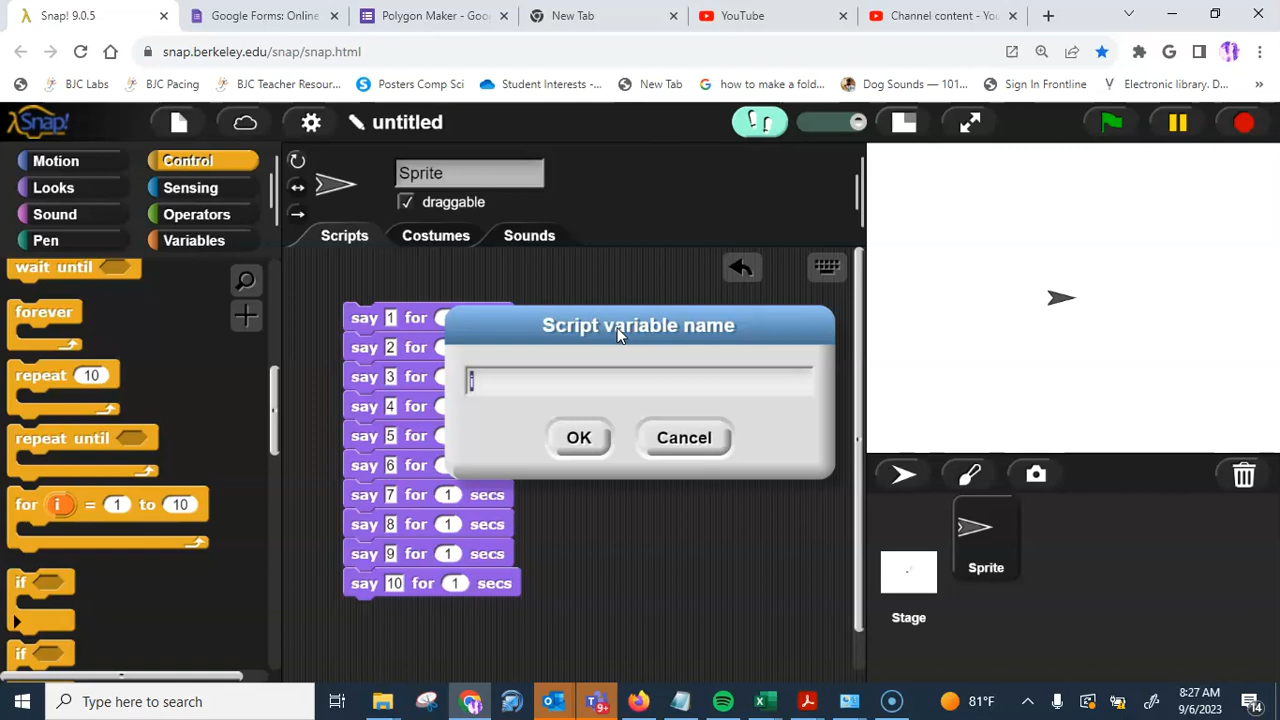 Snap! 9.0.5
Google Forms: Online
Polygon Maker - Goo
New Tab
YouTube
Channel content - Yo
snap.berkeley.edu/snap/snap.html
BJC Labs
BJC Pacing
BJC Teacher Resour...
Posters Comp Sci
Student Interests -...
New Tab
how to make a fold...
Dog Sounds — 101...
Sign In Frontline
Electronic library. D...
Snap!
untitled
Motion
Control
Looks
Sensing
Sound
Operators
Pen
Variables
Sprite
draggable
Scripts
Costumes
Sounds
wait until
forever
repeat 10
repeat until
for i = 1 to 10
if
if
say 1 for
say 2 for
say 3 for
say 4 for
say 5 for
say 6 for
say 7 for 1 secs
say 8 for 1 secs
say 9 for 1 secs
say 10 for 1 secs
Script variable name
i
OK
Cancel
Sprite
Stage
Type here to search
9+
81°F
8:27 AM
9/6/2023
14